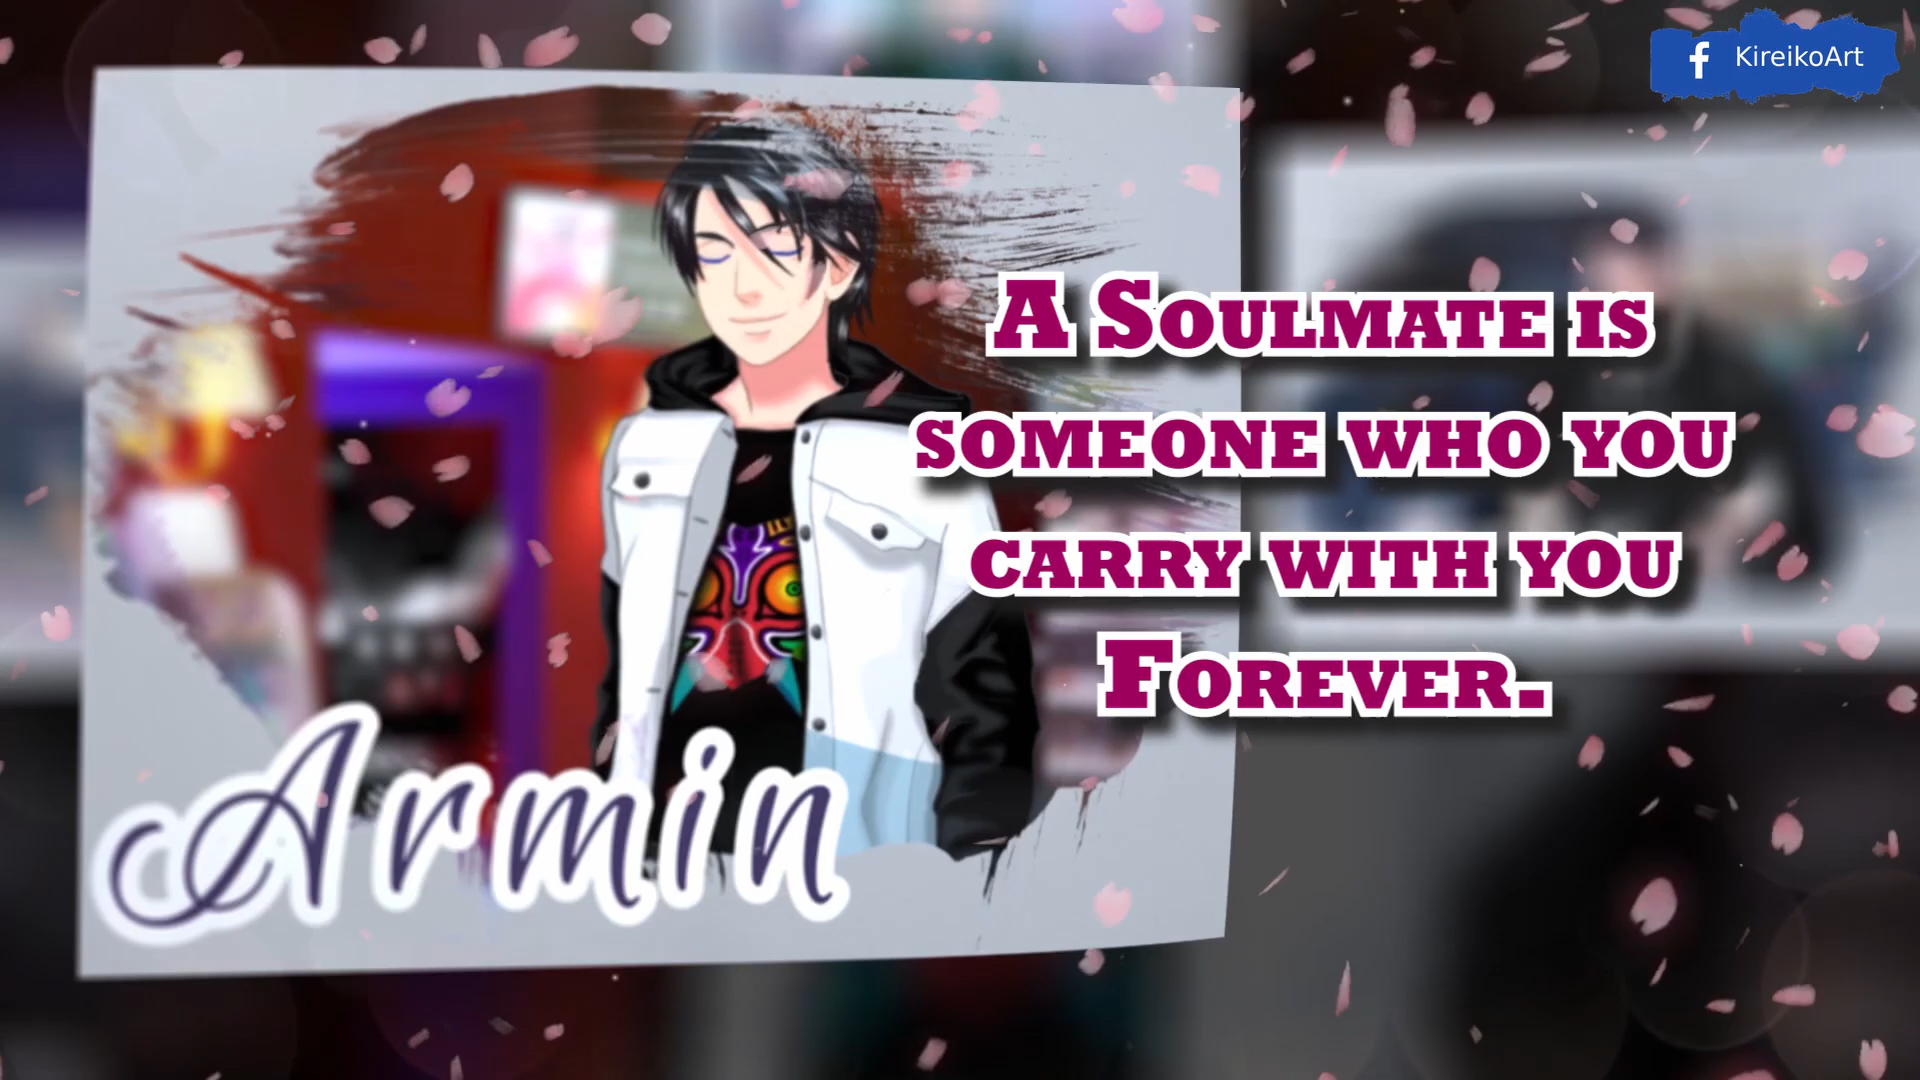 KireikoArt
A Soulmate is
someone who you
carry with you
Forever.
Armin